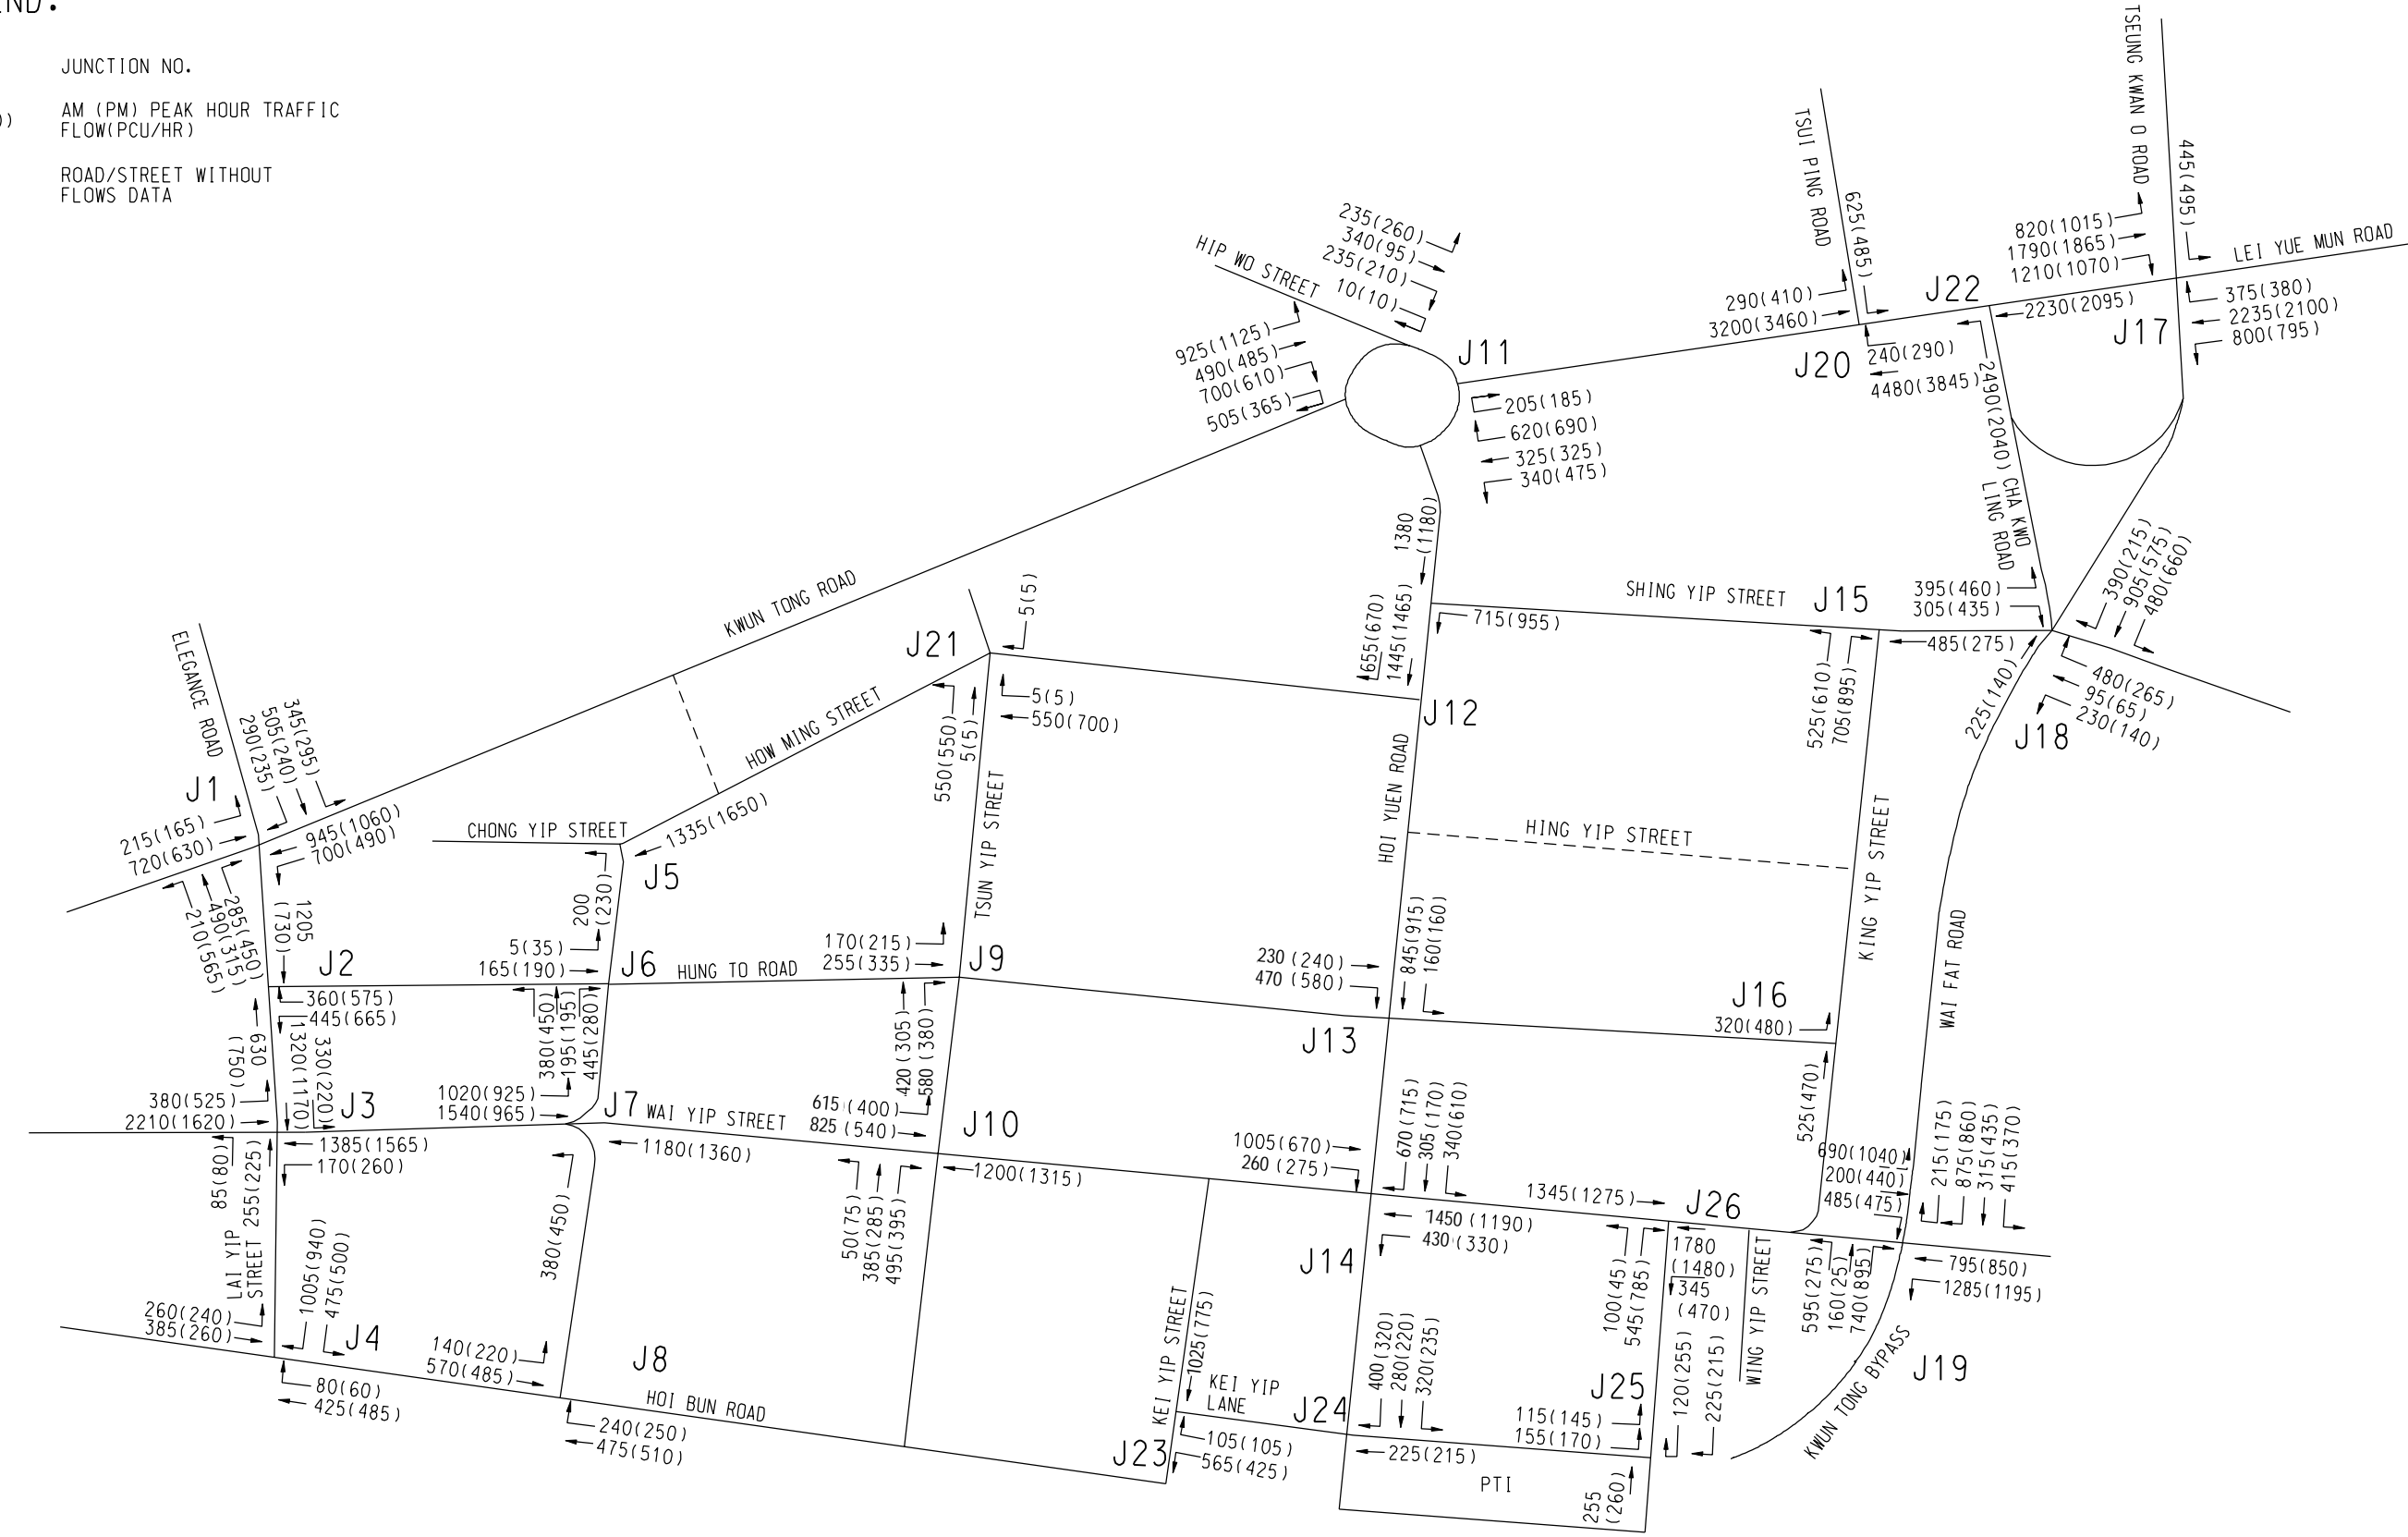 JUNCTION NO.
AM (PM) PEAK HOUR TRAFFIC
FLOW(PCU/HR)
ROAD/STREET WITHOUT
FLOWS DATA
TSEUNG KWAN O ROAD
445(495)
820(1015)
1790(1865)
1210(1070)
LEI YUE MUN ROAD
375(380)
2235(2100)
800(795)
J17
TSUI PING ROAD
625(485)
290(410)
3200(3460)
J22
2230(2095)
J20
240(290)
4480(3845)
2490(2040)
CHA KWO
LING ROAD
235(260)
340(95)
235(210)
10(10)
HIP WO STREET
925(1125)
490(485)
700(610)
505(365)
J11
205(185)
620(690)
325(325)
340(475)
1380
(1180)
655(670)
1445(1465)
SHING YIP STREET
J15
715(955)
395(460)
305(435)
485(275)
525(610)
705(895)
390(215)
905(575)
480(660)
480(265)
95(65)
230(140)
225(140)
J18
KWUN TONG ROAD
ELEGANCE ROAD
J1
290(235)
505(240)
345(295)
215(165)
720(630)
945(1060)
700(490)
285(450)
490(315)
210(565)
1205
(730)
J21
5(5)
5(5)
550(700)
550(550)
5(5)
HOW MING STREET
1335(1650)
CHONG YIP STREET
J5
200
(230)
TSUN YIP STREET
J12
HOI YUEN ROAD
HING YIP STREET
KING YIP STREET
WAI FAT ROAD
J2
360(575)
445(665)
5(35)
165(190)
J6
HUNG TO ROAD
170(215)
255(335)
J9
380(450)
195(195)
445(280)
420(305)
580(380)
230(240)
470(580)
845(915)
160(160)
J13
J16
320(480)
525(470)
630
(750)
1320(1170)
330(220)
380(525)
2210(1620)
J3
1385(1565)
170(260)
85(80)
255(225)
LAI YIP
STREET
1020(925)
1540(965)
J7
WAI YIP STREET
1180(1360)
615(400)
825(540)
J10
1200(1315)
50(75)
385(285)
495(395)
380(450)
1005(670)
260(275)
670(715)
305(170)
340(610)
1450(1190)
430(330)
J14
1345(1275)
J26
1780
(1480)
345
(470)
100(45)
545(785)
WING YIP STREET
690(1040)
200(440)
485(475)
215(175)
875(860)
315(435)
415(370)
795(850)
1285(1195)
595(275)
160(25)
740(895)
J19
KWUN TONG BYPASS
1005(940)
475(500)
260(240)
385(260)
J4
80(60)
425(485)
140(220)
570(485)
J8
HOI BUN ROAD
240(250)
475(510)
KEI YIP STREET
1025(775)
KEI YIP
LANE
J23
105(105)
565(425)
J24
400(320)
280(220)
320(235)
225(215)
J25
115(145)
155(170)
120(255)
225(215)
PTI
255
(260)